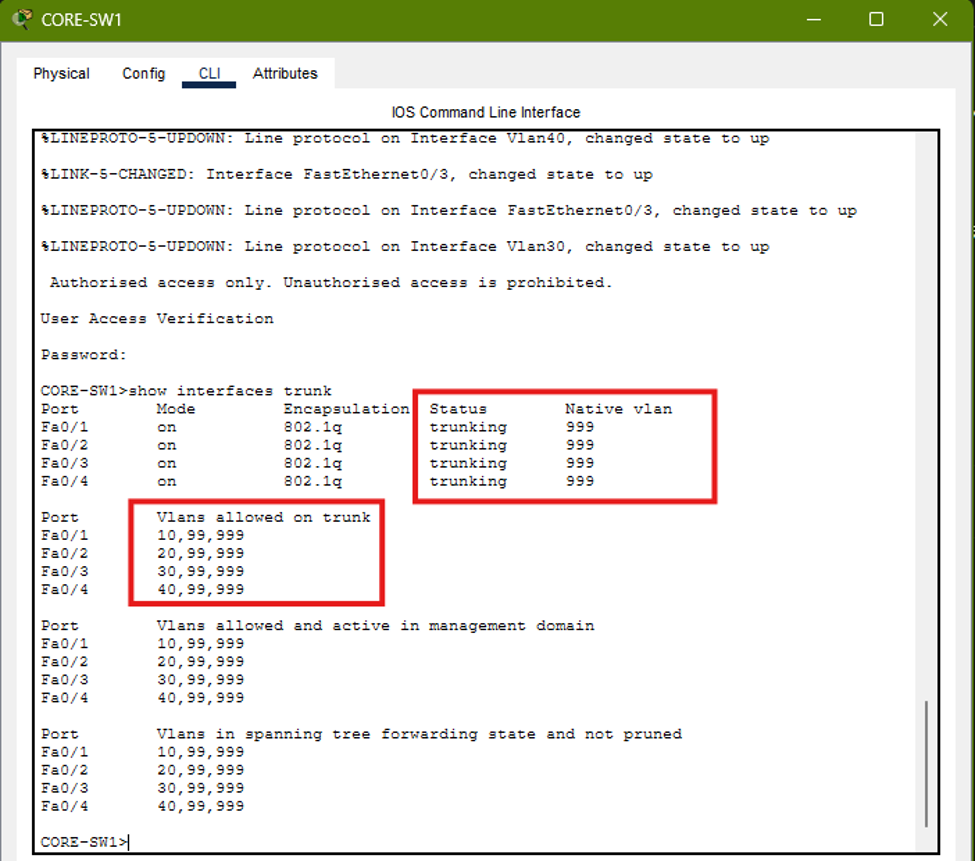 CORE-SW1
Physical Config CLI Attributes
IOS Command Line Interface
%LINEPROTO-5-UPDOWN: Line protocol on Interface Vlan40, changed state to up
%LINK-5-CHANGED: Interface FastEthernet0/3, changed state to up
%LINEPROTO-5-UPDOWN: Line protocol on Interface FastEthernet0/3, changed state to up
%LINEPROTO-5-UPDOWN: Line protocol on Interface Vlan30, changed state to up
Authorised access only. Unauthorised access is prohibited.
User Access Verification
Password:
CORE-SW1>show interfaces trunk
Port Mode Encapsulation Status Native vlan
Fa0/1 on 802.1q trunking 999
Fa0/2 on 802.1q trunking 999
Fa0/3 on 802.1q trunking 999
Fa0/4 on 802.1q trunking 999
Port Vlans allowed on trunk
Fa0/1 10,99,999
Fa0/2 20,99,999
Fa0/3 30,99,999
Fa0/4 40,99,999
Port Vlans allowed and active in management domain
Fa0/1 10,99,999
Fa0/2 20,99,999
Fa0/3 30,99,999
Fa0/4 40,99,999
Port Vlans in spanning tree forwarding state and not pruned
Fa0/1 10,99,999
Fa0/2 20,99,999
Fa0/3 30,99,999
Fa0/4 40,99,999
CORE-SW1>